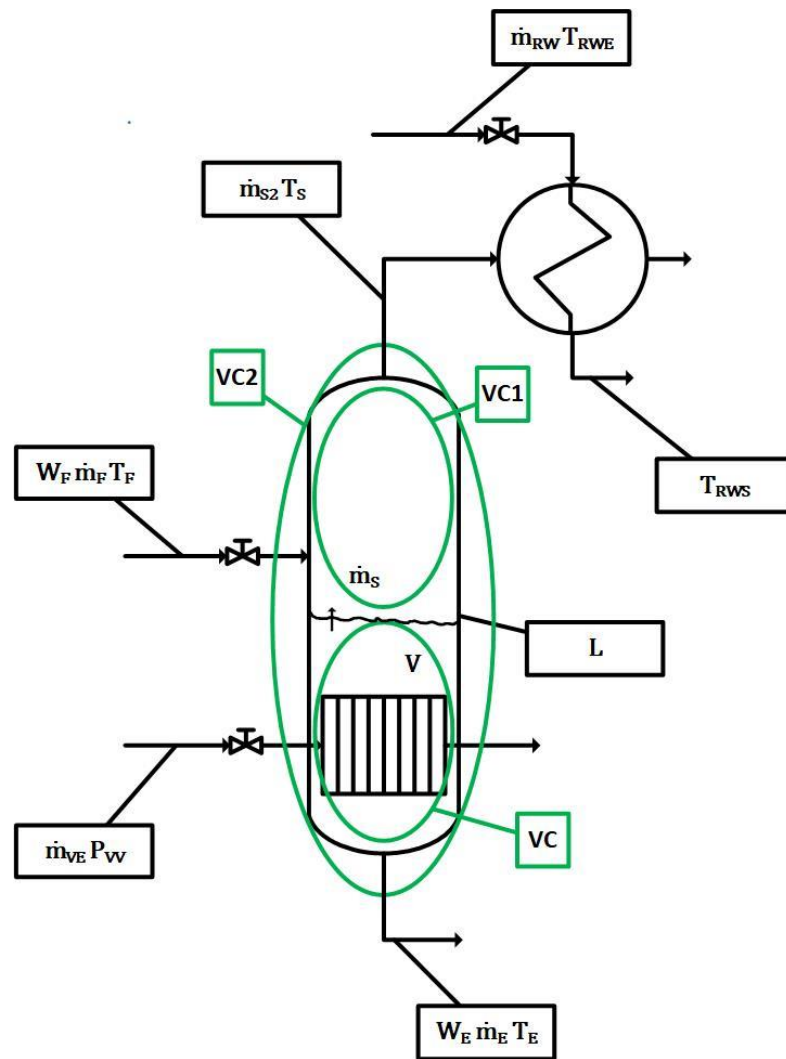 ṁRW TRWE
ṁS2 TS
VC2
VC1
WF ṁF TF
TRWS
ṁS
L
V
ṁVE PVV
VC
WE ṁE TE